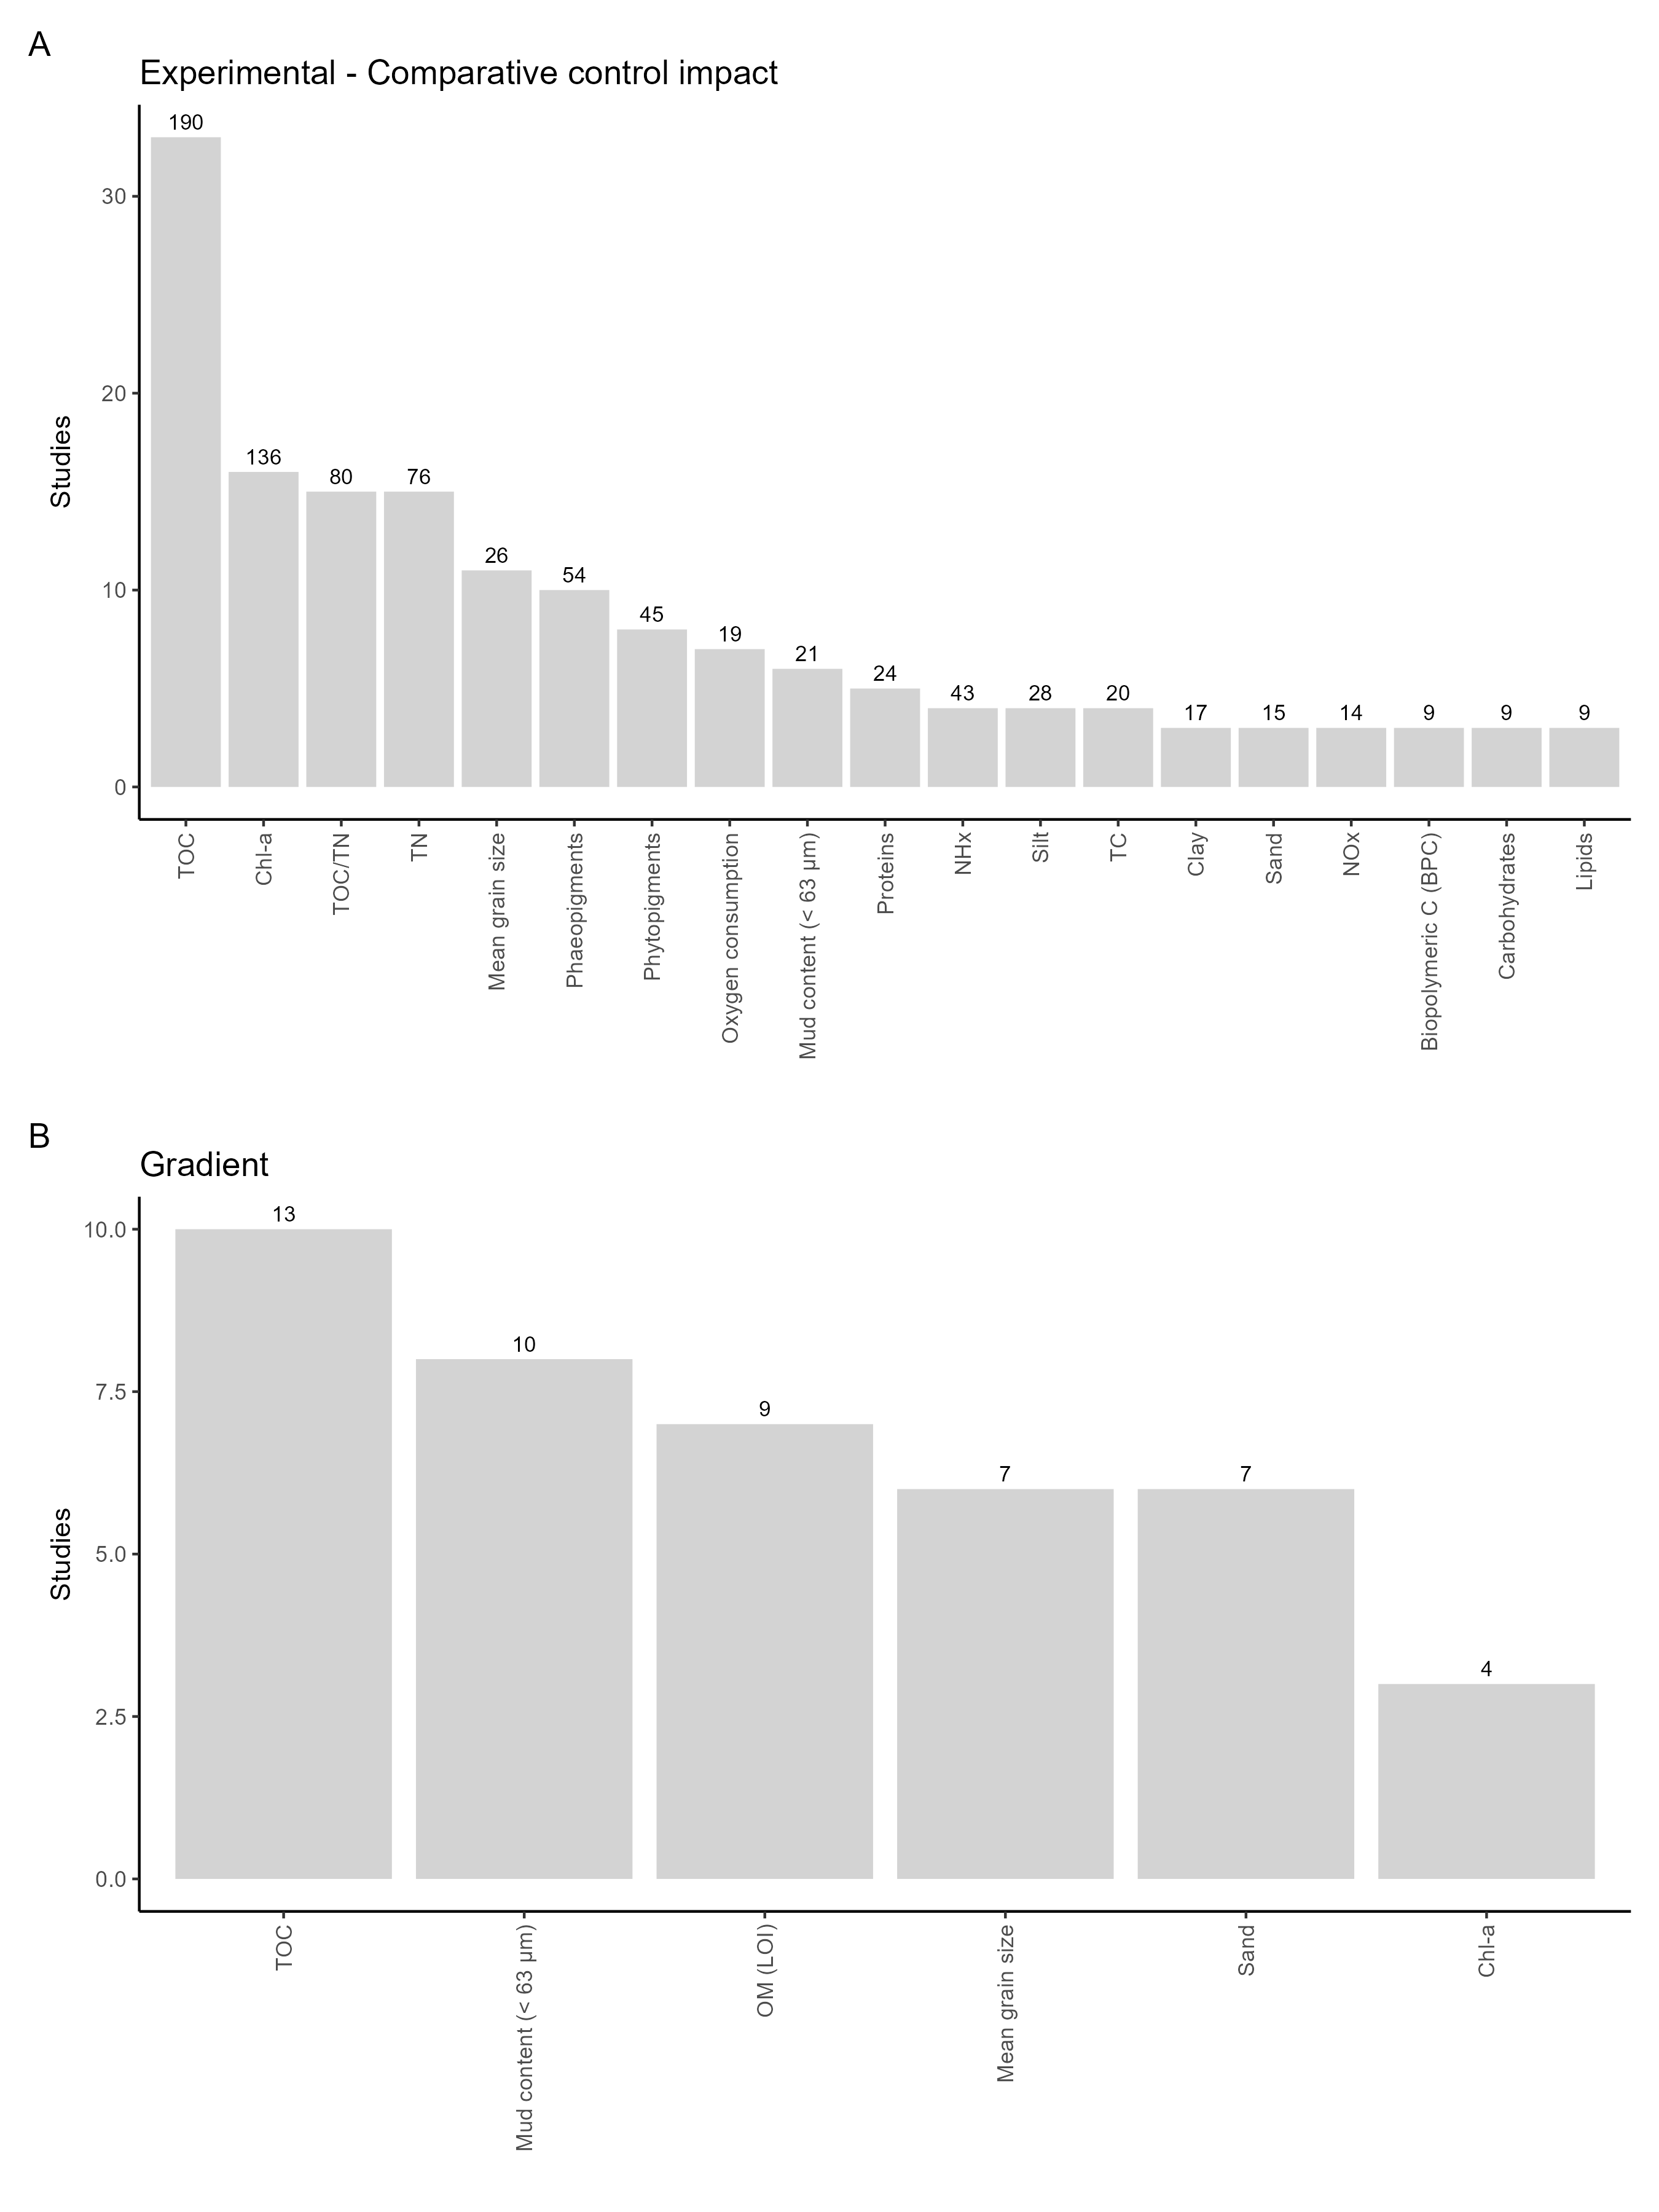 A
Experimental - Comparative control impact
190
136
80
76
26
54
45
19
21
24
43
28
20
17
15
14
9
9
9
30
20
10
0
Studies
TOC
Chl-a
TOC/TN
TN
Mean grain size
Phaeopigments
Phytopigments
Oxygen consumption
Mud content (< 63 µm)
Proteins
NHx
Silt
TC
Clay
Sand
NOx
Biopolymeric C (BPC)
Carbohydrates
Lipids
B
Gradient
13
10
9
7
7
4
10.0
7.5
5.0
2.5
0.0
Studies
TOC
Mud content (< 63 µm)
OM (LOI)
Mean grain size
Sand
Chl-a